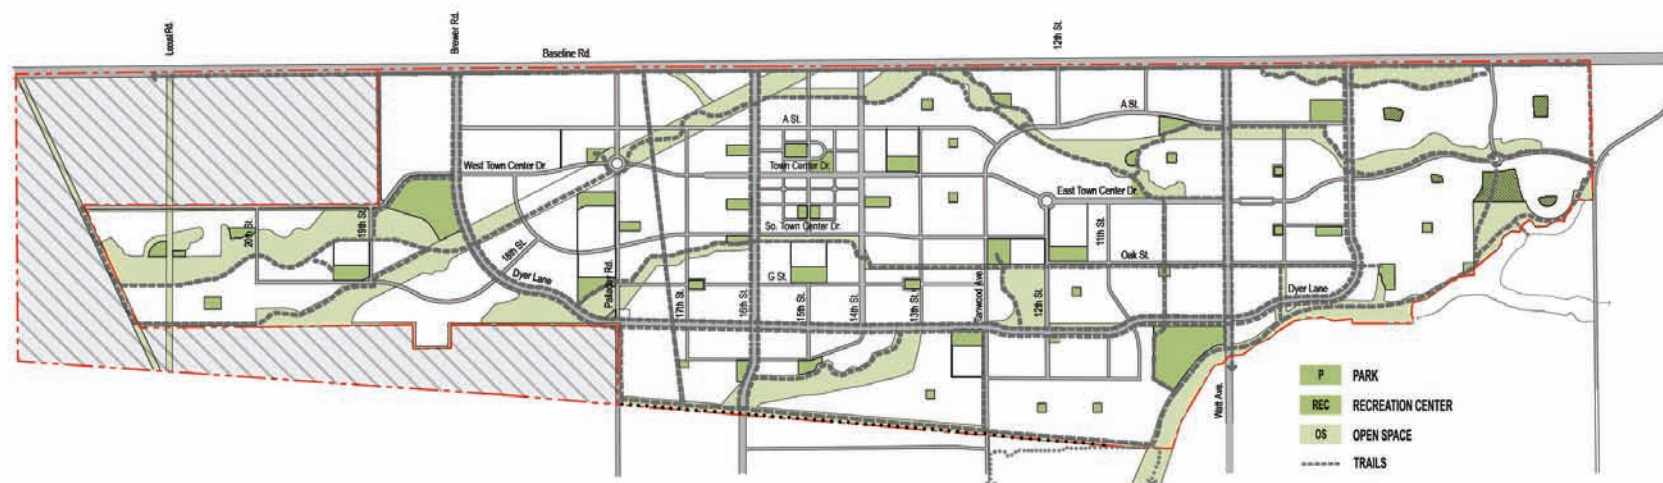 Locust Rd.
Brewer Rd.
12th St.
Baseline Rd.
A St.
A St.
West Town Center Dr.
Town Center Dr.
East Town Center Dr.
20th St.
19th St.
18th St.
So. Town Center Dr.
11th St.
Oak St.
Dyer Lane
Palladay Rd.
G St.
17th St.
16th St.
15th St.
14th St.
13th St.
Tanwood Ave.
12th St.
Dyer Lane
Watt Ave.
P PARK
REC RECREATION CENTER
OS OPEN SPACE
TRAILS